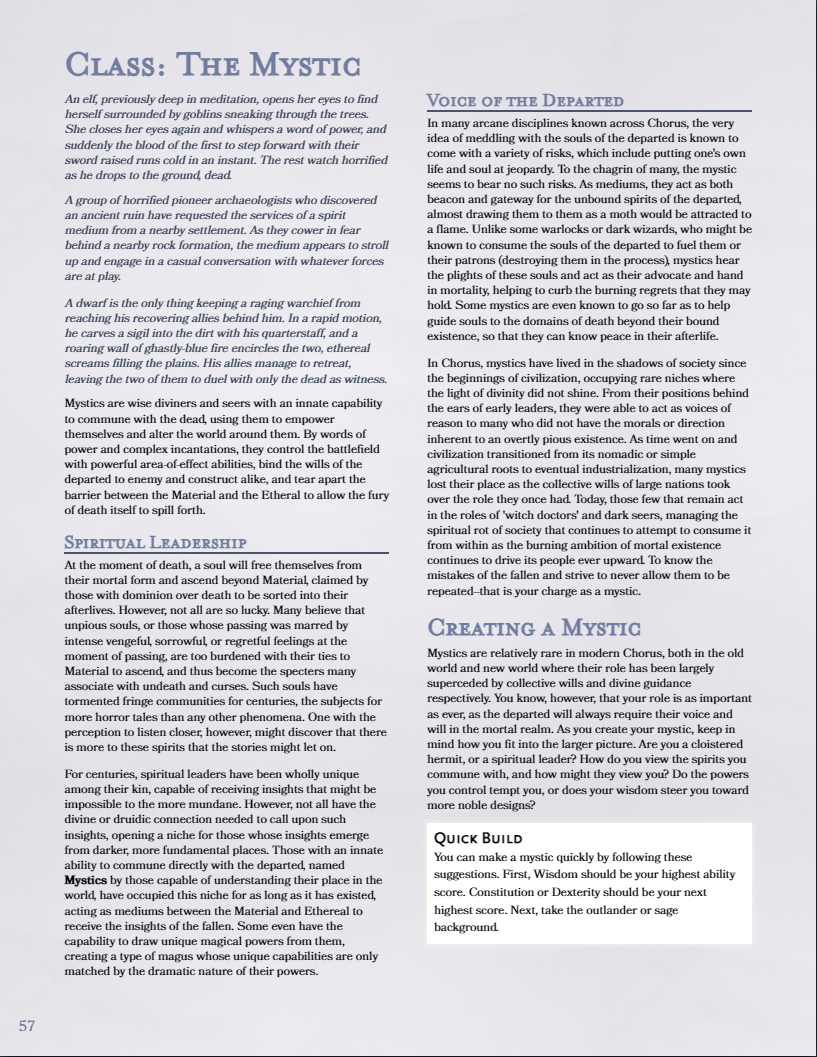 Class: The Mystic
An elf, previously deep in meditation, opens her eyes to find
herself surrounded by goblins sneaking through the trees.
She closes her eyes again and whispers a word of power, and
suddenly the blood of the first to step forward with their
sword raised runs cold in an instant. The rest watch horrified
as he drops to the ground, dead.
A group of horrified pioneer archaeologists who discovered
an ancient ruin have requested the services of a spirit
medium from a nearby settlement. As they cower in fear
behind a nearby rock formation, the medium appears to stroll
up and engage in a casual conversation with whatever forces
are at play.
A dwarf is the only thing keeping a raging warchief from
reaching his recovering allies behind him. In a rapid motion,
he carves a sigil into the dirt with his quarterstaff, and a
roaring wall of ghastly-blue fire encircles the two, ethereal
screams filling the plains. His allies manage to retreat,
leaving the two of them to duel with only the dead as witness.
Mystics are wise diviners and seers with an innate capability
to commune with the dead, using them to empower
themselves and alter the world around them. By words of
power and complex incantations, they control the battlefield
with powerful area-of-effect abilities, bind the wills of the
departed to enemy and construct alike, and tear apart the
barrier between the Material and the Etheral to allow the fury
of death itself to spill forth.
Spiritual Leadership
At the moment of death, a soul will free themselves from
their mortal form and ascend beyond Material, claimed by
those with dominion over death to be sorted into their
afterlives. However, not all are so lucky. Many believe that
unpious souls, or those whose passing was marred by
intense vengeful, sorrowful, or regretful feelings at the
moment of passing, are too burdened with their ties to
Material to ascend, and thus become the specters many
associate with undeath and curses. Such souls have
tormented fringe communities for centuries, the subjects for
more horror tales than any other phenomena. One with the
perception to listen closer, however, might discover that there
is more to these spirits that the stories might let on.
For centuries, spiritual leaders have been wholly unique
among their kin, capable of receiving insights that might be
impossible to the more mundane. However, not all have the
divine or druidic connection needed to call upon such
insights, opening a niche for those whose insights emerge
from darker, more fundamental places. Those with an innate
ability to commune directly with the departed, named
Mystics by those capable of understanding their place in the
world, have occupied this niche for as long as it has existed,
acting as mediums between the Material and Ethereal to
receive the insights of the fallen. Some even have the
capability to draw unique magical powers from them,
creating a type of magus whose unique capabilities are only
matched by the dramatic nature of their powers.
Voice of the Departed
In many arcane disciplines known across Chorus, the very
idea of meddling with the souls of the departed is known to
come with a variety of risks, which include putting one's own
life and soul at jeopardy. To the chagrin of many, the mystic
seems to bear no such risks. As mediums, they act as both
beacon and gateway for the unbound spirits of the departed,
almost drawing them to them as a moth would be attracted to
a flame. Unlike some warlocks or dark wizards, who might be
known to consume the souls of the departed to fuel them or
their patrons (destroying them in the process), mystics hear
the plights of these souls and act as their advocate and hand
in mortality, helping to curb the burning regrets that they may
hold. Some mystics are even known to go so far as to help
guide souls to the domains of death beyond their bound
existence, so that they can know peace in their afterlife.
In Chorus, mystics have lived in the shadows of society since
the beginnings of civilization, occupying rare niches where
the light of divinity did not shine. From their positions behind
the ears of early leaders, they were able to act as voices of
reason to many who did not have the morals or direction
inherent to an overtly pious existence. As time went on and
civilization transitioned from its nomadic or simple
agricultural roots to eventual industrialization, many mystics
lost their place as the collective wills of large nations took
over the role they once had. Today, those few that remain act
in the roles of 'witch doctors' and dark seers, managing the
spiritual rot of society that continues to attempt to consume it
from within as the burning ambition of mortal existence
continues to drive its people ever upward. To know the
mistakes of the fallen and strive to never allow them to be
repeated–that is your charge as a mystic.
Creating a Mystic
Mystics are relatively rare in modern Chorus, both in the old
world and new world where their role has been largely
superceded by collective wills and divine guidance
respectively. You know, however, that your role is as important
as ever, as the departed will always require their voice and
will in the mortal realm. As you create your mystic, keep in
mind how you fit into the larger picture. Are you a cloistered
hermit, or a spiritual leader? How do you view the spirits you
commune with, and how might they view you? Do the powers
you control tempt you, or does your wisdom steer you toward
more noble designs?
Quick Build
You can make a mystic quickly by following these
suggestions. First, Wisdom should be your highest ability
score. Constitution or Dexterity should be your next
highest score. Next, take the outlander or sage
background.
57